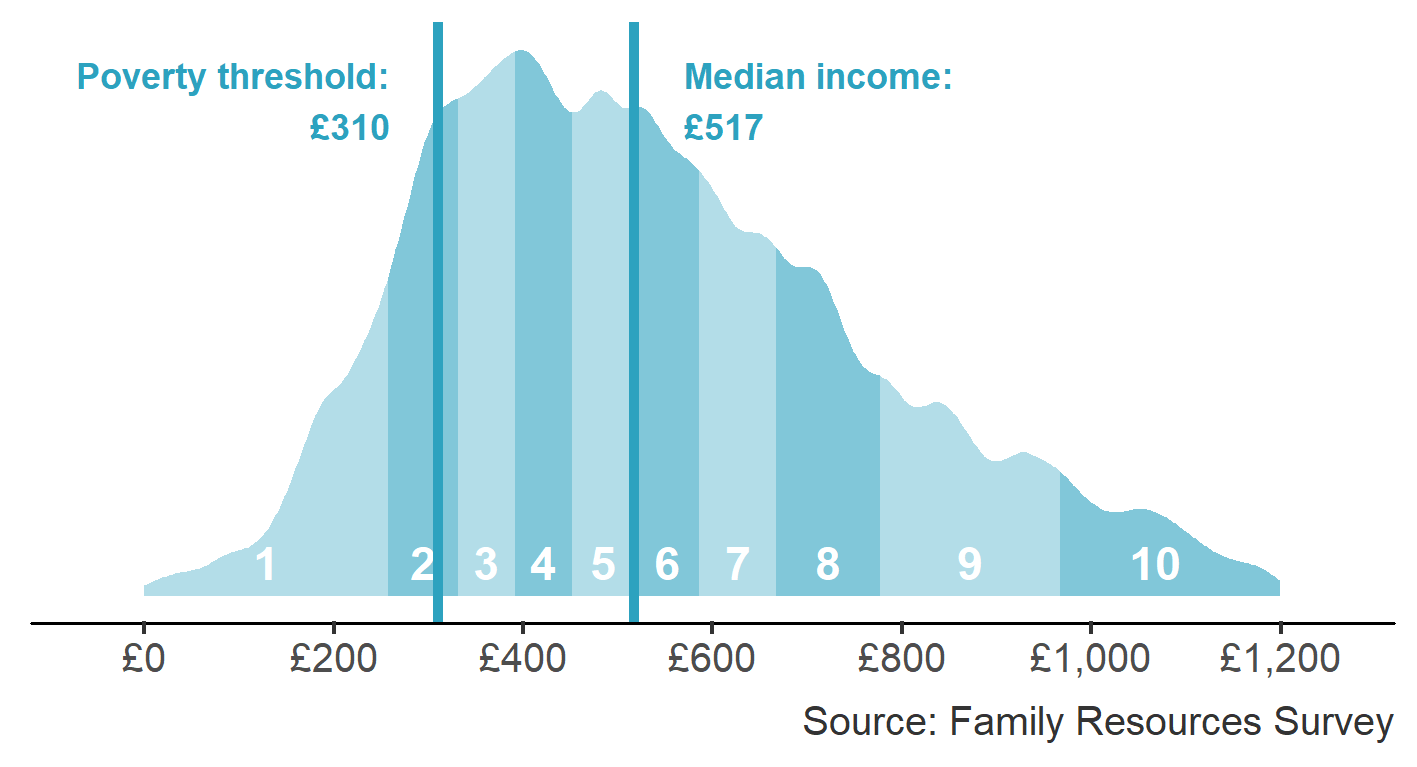 Poverty threshold:
£310
Median income:
£517
1 2 3 4 5 6 7 8 9 10
£0 £200 £400 £600 £800 £1,000 £1,200
Source: Family Resources Survey